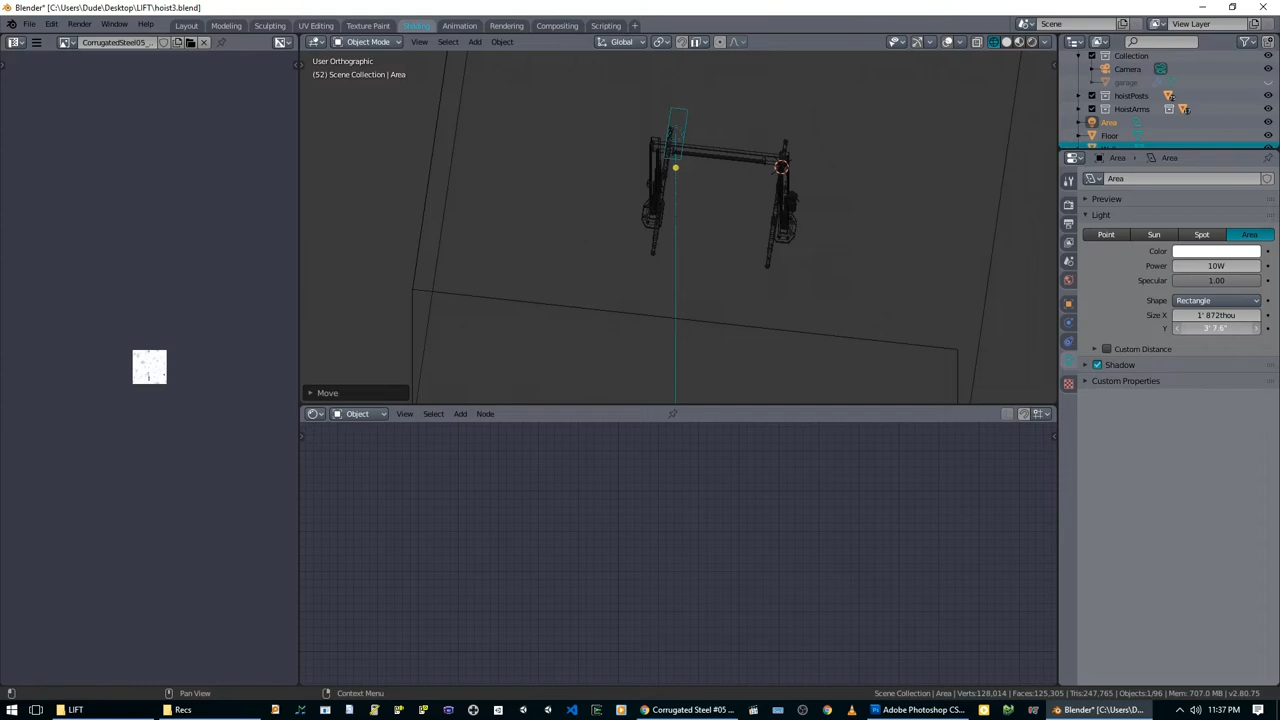 Blender* [C:\Users\Dude\Desktop\LIFT\hoist3.blend]
File Edit Render Window Help Layout Modeling Sculpting UV Editing Texture Paint Shading Animation Rendering Compositing Scripting + Scene View Layer
CorrugatedSteel05_... Object Mode View Select Add Object Global
User Orthographic
(52) Scene Collection | Area
Collection
Camera
garage
hoistPosts
HoistArms
Area
Floor
Area Area
Area
Preview
Light
Point Sun Spot Area
Color
Power 10W
Specular 1.00
Shape Rectangle
Size X 1' 872thou
Y 3' 7.6"
Custom Distance
Shadow
Custom Properties
Move
Object View Select Add Node
Pan View Context Menu Scene Collection | Area | Verts:128,014 | Faces:125,305 | Tris:247,765 | Objects:1/96 | Mem: 707.0 MB | v2.80.75
LIFT Recs Corrugated Steel #05 ... Adobe Photoshop CS... Blender* [C:\Users\D... 11:37 PM